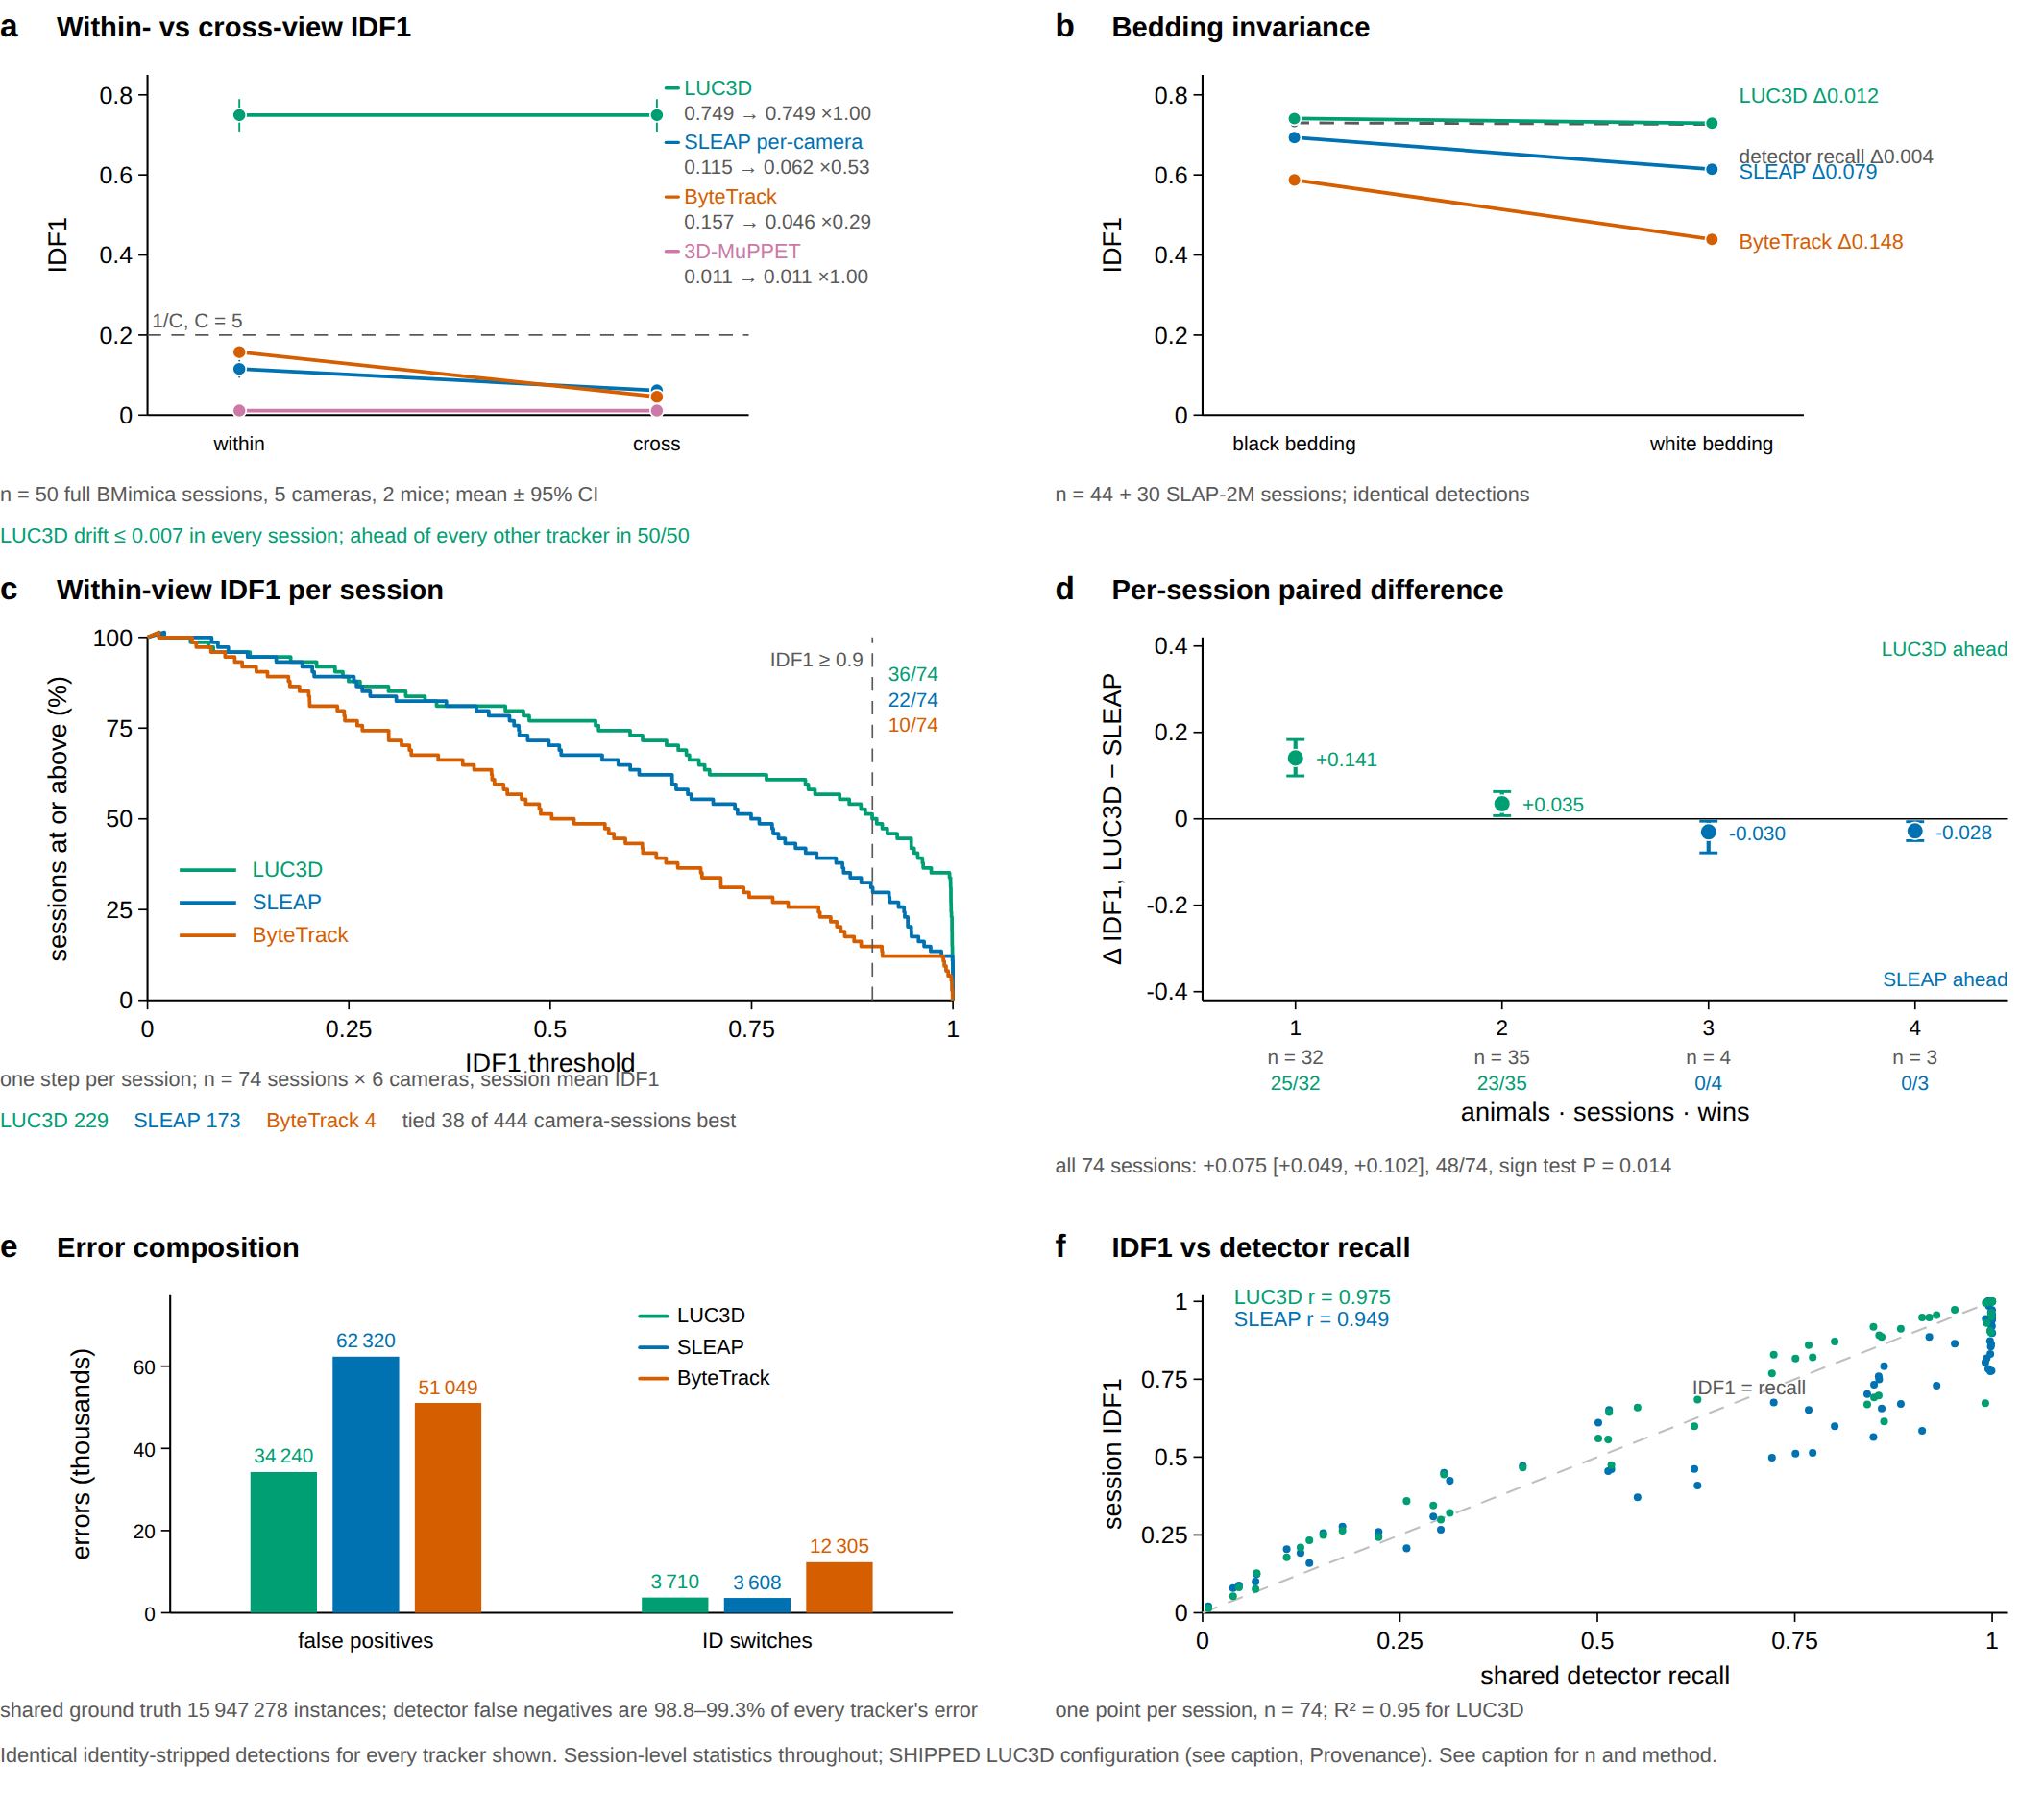 a Within- vs cross-view IDF1
0.8
0.6
0.4
0.2
0
IDF1
1/C, C = 5
within
cross
LUC3D
0.749 → 0.749 ×1.00
SLEAP per-camera
0.115 → 0.062 ×0.53
ByteTrack
0.157 → 0.046 ×0.29
3D-MuPPET
0.011 → 0.011 ×1.00
n = 50 full BMimica sessions, 5 cameras, 2 mice; mean ± 95% CI
LUC3D drift ≤ 0.007 in every session; ahead of every other tracker in 50/50
b Bedding invariance
0.8
0.6
0.4
0.2
0
IDF1
black bedding
white bedding
LUC3D Δ0.012
detector recall Δ0.004
SLEAP Δ0.079
ByteTrack Δ0.148
n = 44 + 30 SLAP-2M sessions; identical detections
c Within-view IDF1 per session
100
75
50
25
0
sessions at or above (%)
IDF1 ≥ 0.9
36/74
22/74
10/74
LUC3D
SLEAP
ByteTrack
0
0.25
0.5
0.75
1
IDF1 threshold
one step per session; n = 74 sessions × 6 cameras, session mean IDF1
LUC3D 229 SLEAP 173 ByteTrack 4 tied 38 of 444 camera-sessions best
d Per-session paired difference
0.4
0.2
0
-0.2
-0.4
Δ IDF1, LUC3D − SLEAP
LUC3D ahead
+0.141
+0.035
-0.030
-0.028
SLEAP ahead
1
2
3
4
n = 32
n = 35
n = 4
n = 3
25/32
23/35
0/4
0/3
animals · sessions · wins
all 74 sessions: +0.075 [+0.049, +0.102], 48/74, sign test P = 0.014
e Error composition
60
40
20
0
errors (thousands)
34 240
62 320
51 049
3 710
3 608
12 305
LUC3D
SLEAP
ByteTrack
false positives
ID switches
shared ground truth 15 947 278 instances; detector false negatives are 98.8–99.3% of every tracker's error
f IDF1 vs detector recall
1
0.75
0.5
0.25
0
session IDF1
LUC3D r = 0.975
SLEAP r = 0.949
IDF1 = recall
0
0.25
0.5
0.75
1
shared detector recall
one point per session, n = 74; R² = 0.95 for LUC3D
Identical identity-stripped detections for every tracker shown. Session-level statistics throughout; SHIPPED LUC3D configuration (see caption, Provenance). See caption for n and method.